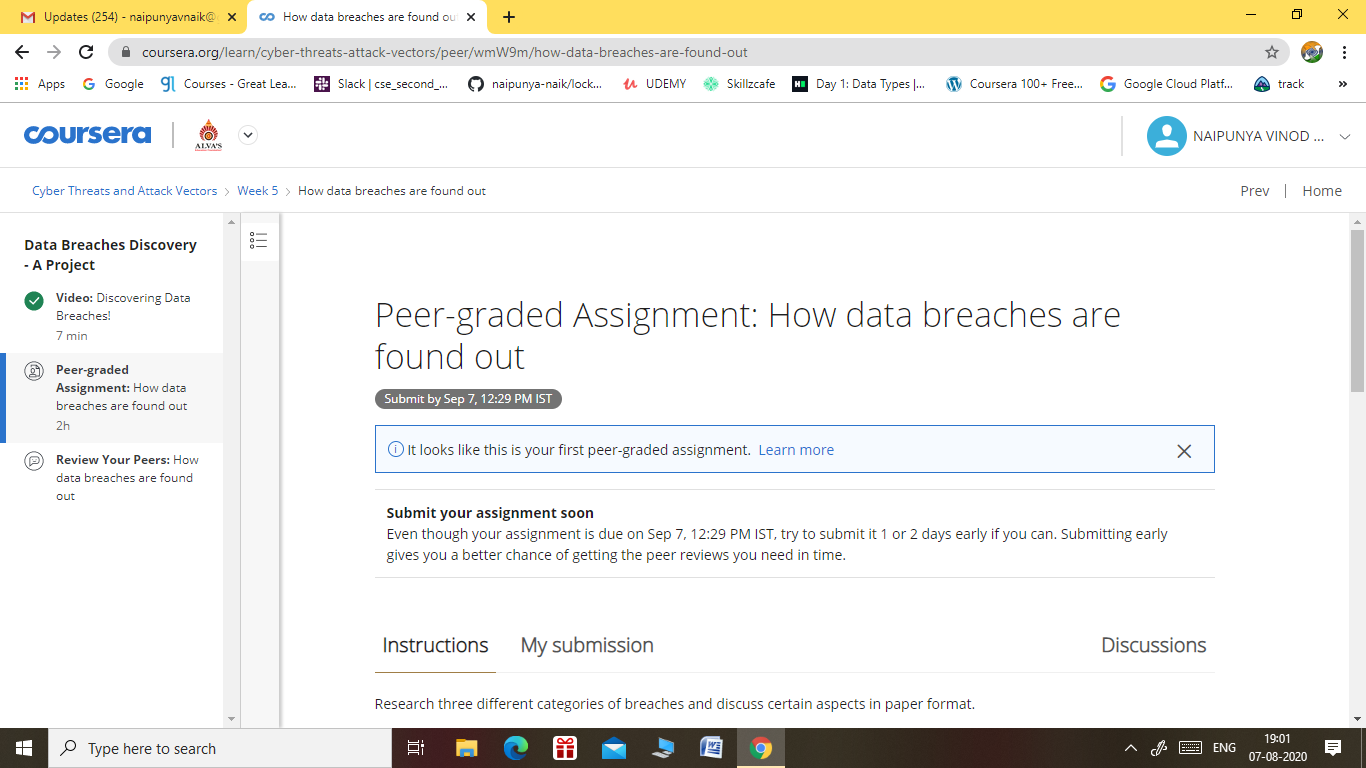 Updates (254) - naipunyavnaik@
How data breaches are found ou
coursera.org/learn/cyber-threats-attack-vectors/peer/wmW9m/how-data-breaches-are-found-out
Apps
Google
Courses - Great Lea...
Slack | cse_second_...
naipunya-naik/lock...
UDEMY
Skillzcafe
Day 1: Data Types |...
Coursera 100+ Free...
Google Cloud Platf...
track
»
coursera
ALVA'S
NAIPUNYA VINOD ...
Cyber Threats and Attack Vectors > Week 5 > How data breaches are found out
Prev | Home
Data Breaches Discovery
- A Project
Video: Discovering Data
Breaches!
7 min
Peer-graded
Assignment: How data
breaches are found out
2h
Review Your Peers: How
data breaches are found
out
Peer-graded Assignment: How data breaches are
found out
Submit by Sep 7, 12:29 PM IST
It looks like this is your first peer-graded assignment. Learn more
Submit your assignment soon
Even though your assignment is due on Sep 7, 12:29 PM IST, try to submit it 1 or 2 days early if you can. Submitting early
gives you a better chance of getting the peer reviews you need in time.
Instructions
My submission
Discussions
Research three different categories of breaches and discuss certain aspects in paper format.
Type here to search
ENG
19:01
07-08-2020